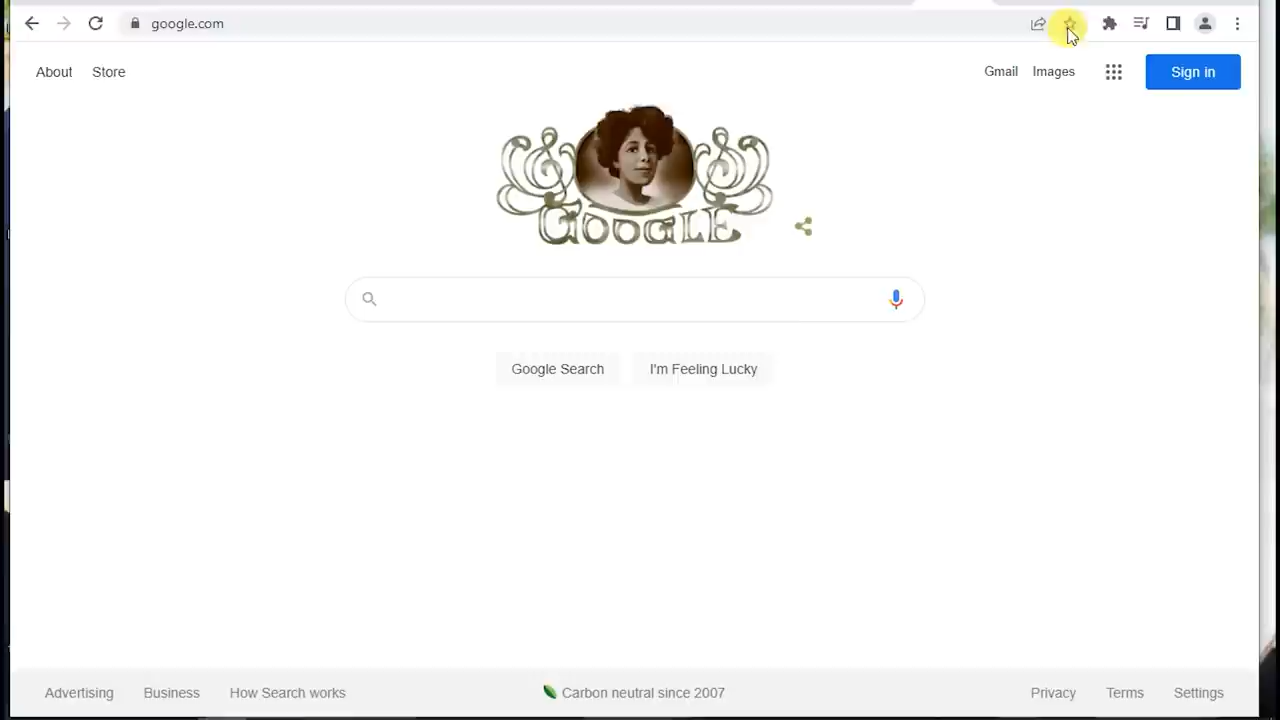 google.com
About Store Gmail Images Sign in
GOOGLE
Google Search I'm Feeling Lucky
Advertising Business How Search works Carbon neutral since 2007 Privacy Terms Settings